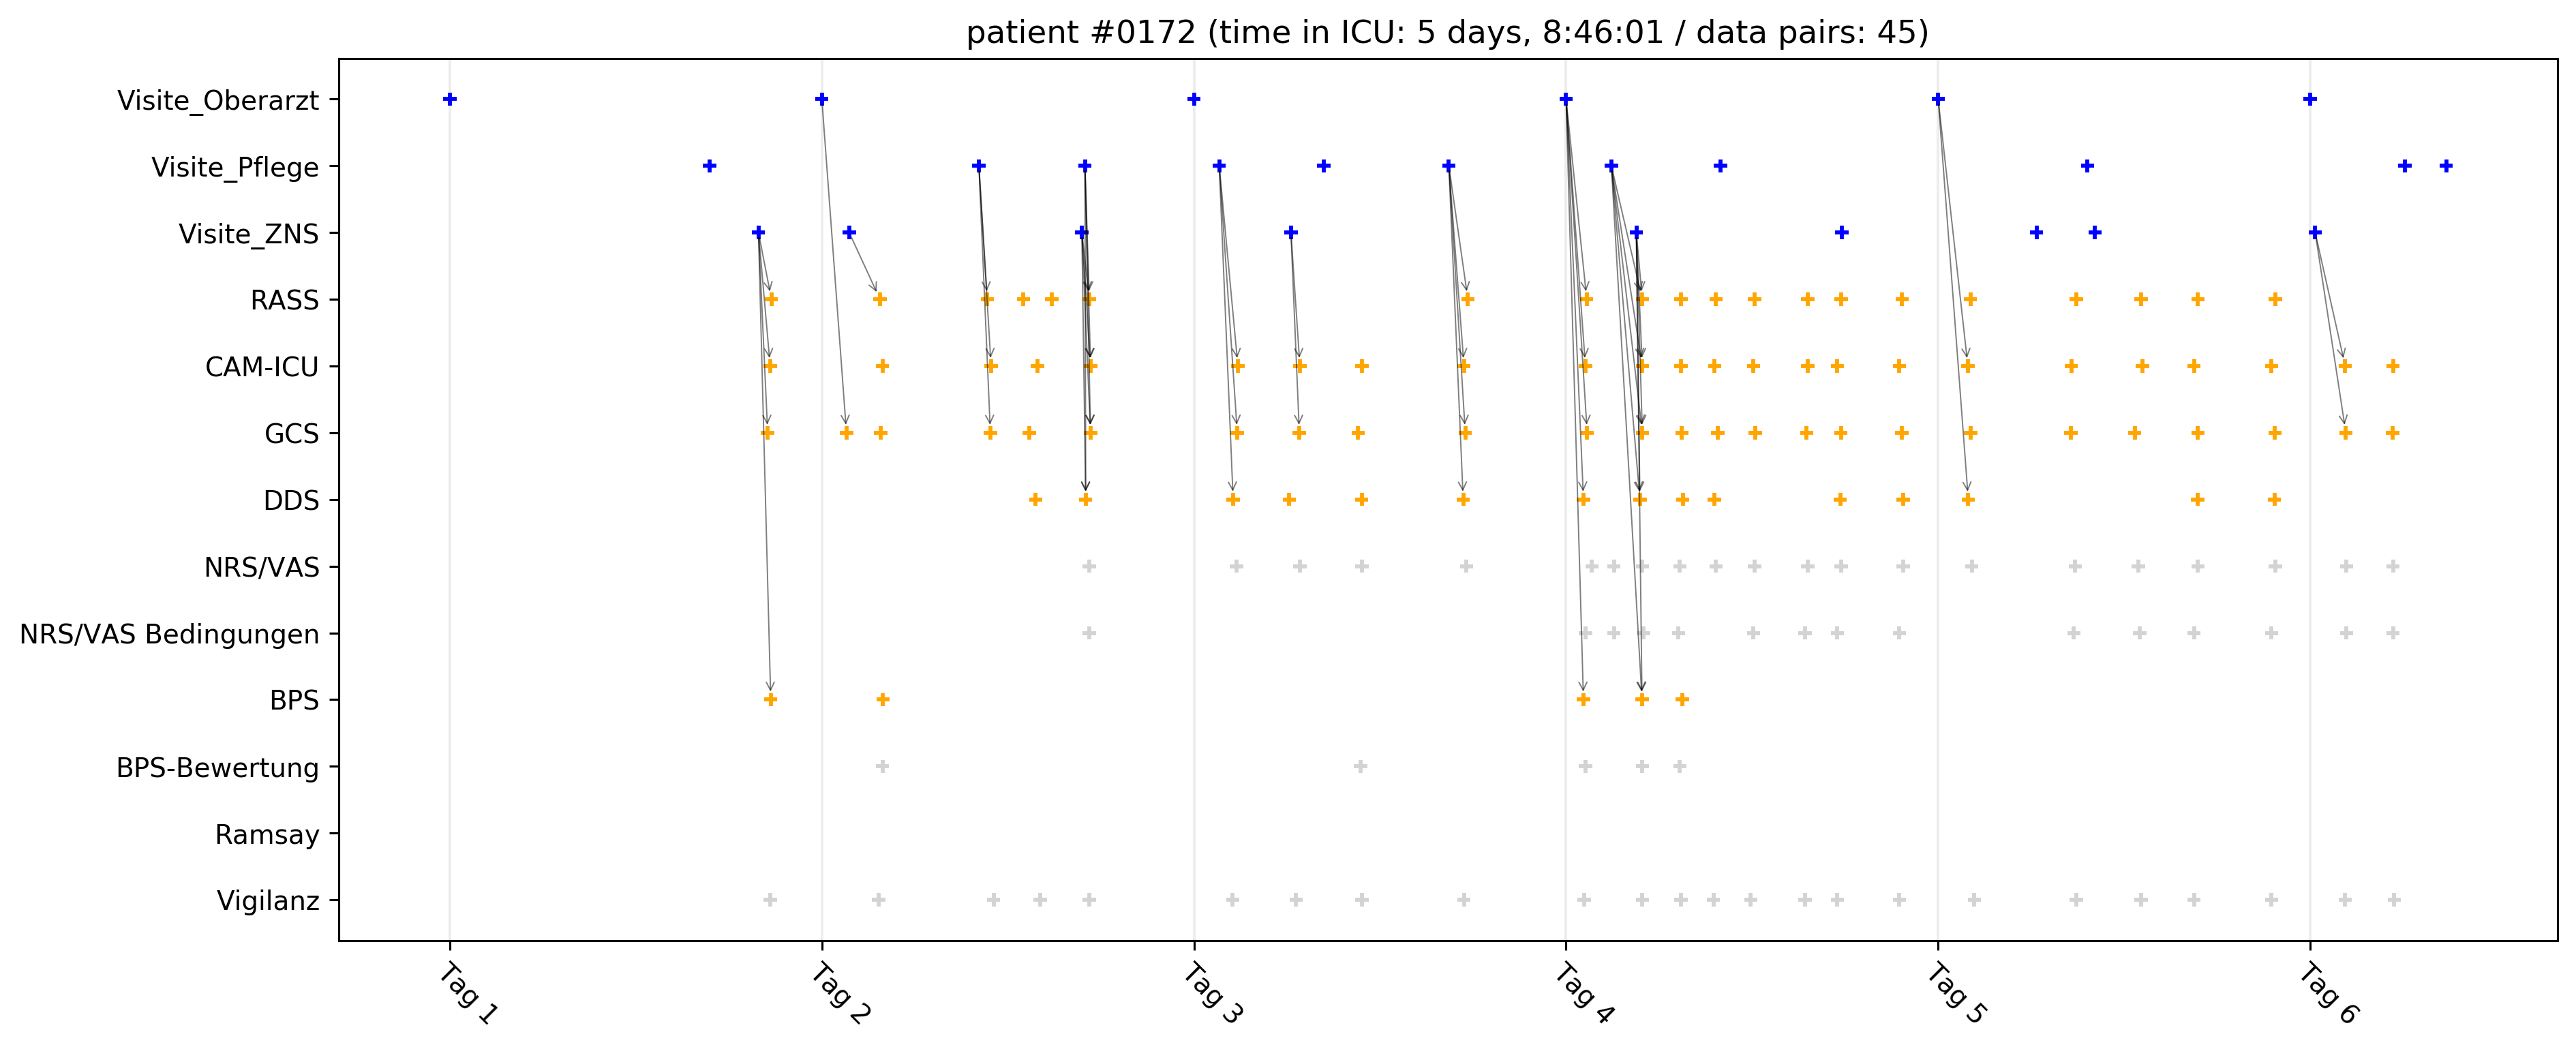 patient #0172 (time in ICU: 5 days, 8:46:01 / data pairs: 45)
Visite_Oberarzt
Visite_Pflege
Visite_ZNS
RASS
CAM-ICU
GCS
DDS
NRS/VAS
NRS/VAS Bedingungen
BPS
BPS-Bewertung
Ramsay
Vigilanz
Tag 1
Tag 2
Tag 3
Tag 4
Tag 5
Tag 6